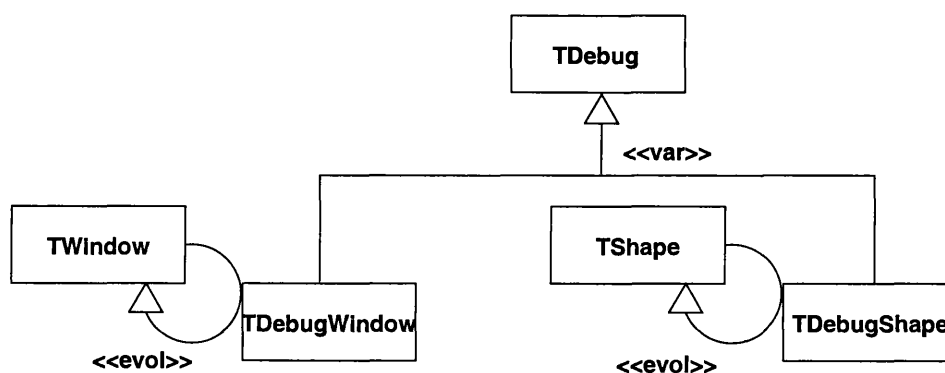 TDebug
<<var>>
TWindow
TShape
TDebugWindow
TDebugShape
<<evol>>
<<evol>>